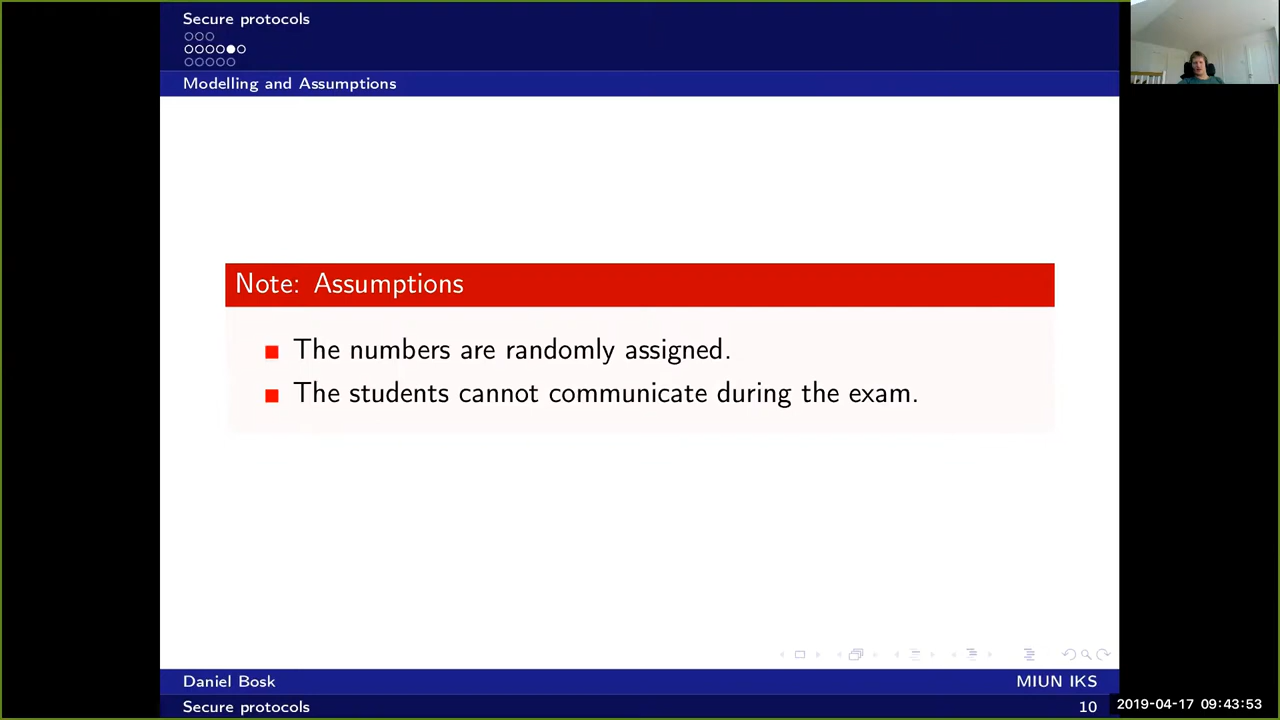 Secure protocols
Modelling and Assumptions
Note: Assumptions
The numbers are randomly assigned.
The students cannot communicate during the exam.
Daniel Bosk
MIUN IKS
Secure protocols
10
2019-04-17 09:43:53